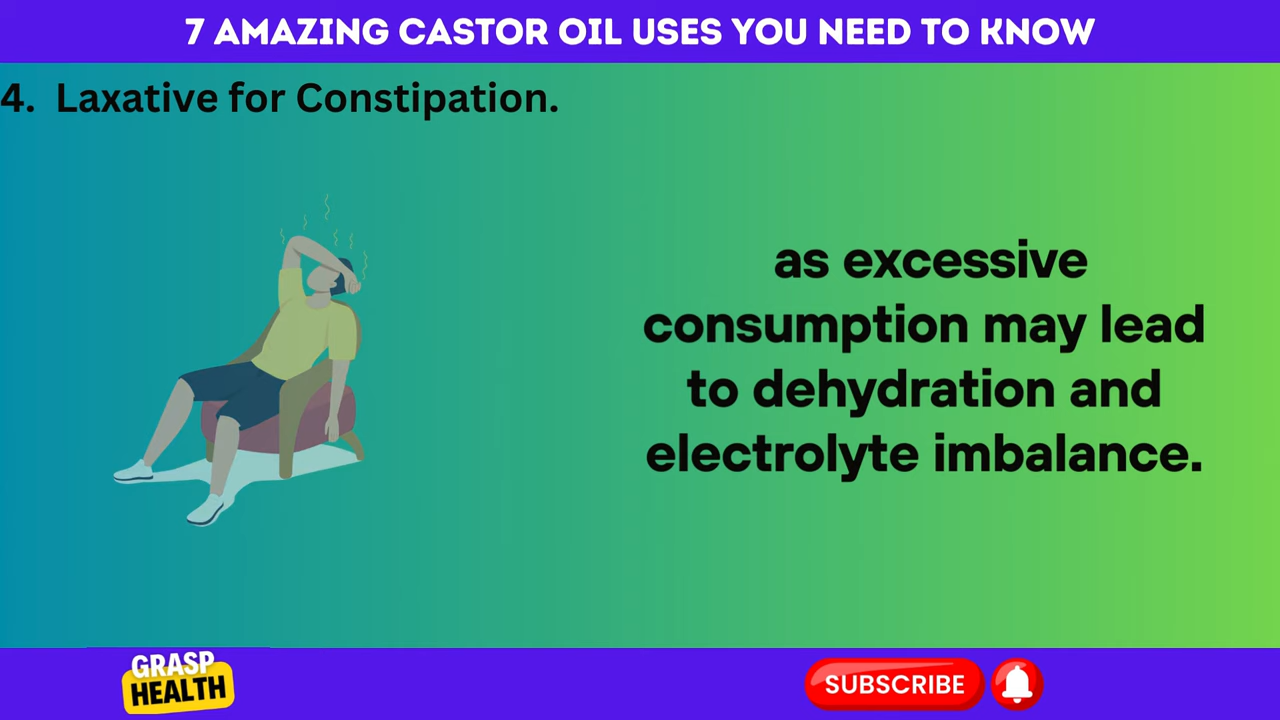 7 AMAZING CASTOR OIL USES YOU NEED TO KNOW
4. Laxative for Constipation.
as excessive
consumption may lead
to dehydration and
electrolyte imbalance.
GRASP
HEALTH
SUBSCRIBE